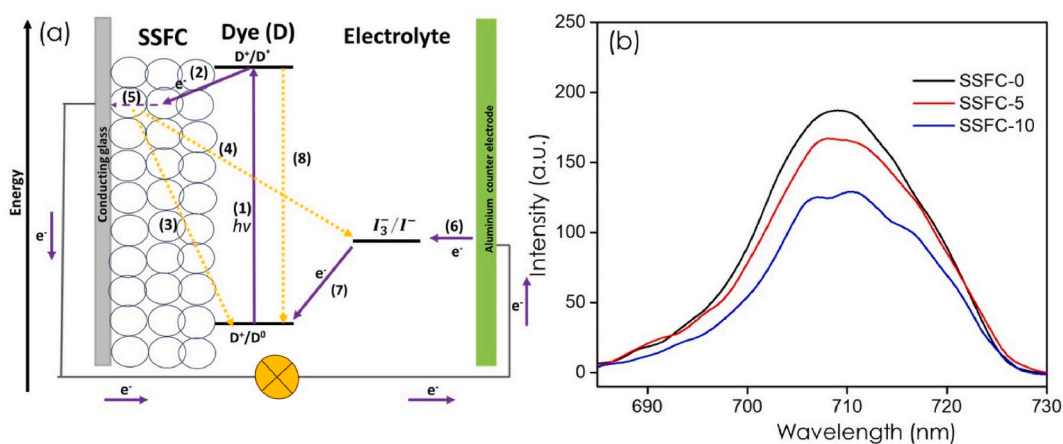 (a)
SSFC Dye (D) Electrolyte
D⁺/D*
(2)
e⁻
(5)
e⁻
(4)
(8)
(1)
hν
(3)
I₃⁻/I⁻
(6)
e⁻
e⁻
(7)
D⁺/D⁰
Energy
Conducting glass
Aluminium counter electrode
e⁻
e⁻
e⁻
e⁻
(b)
SSFC-0
SSFC-5
SSFC-10
Intensity (a.u.)
250
200
150
100
50
0
690 700 710 720 730
Wavelength (nm)